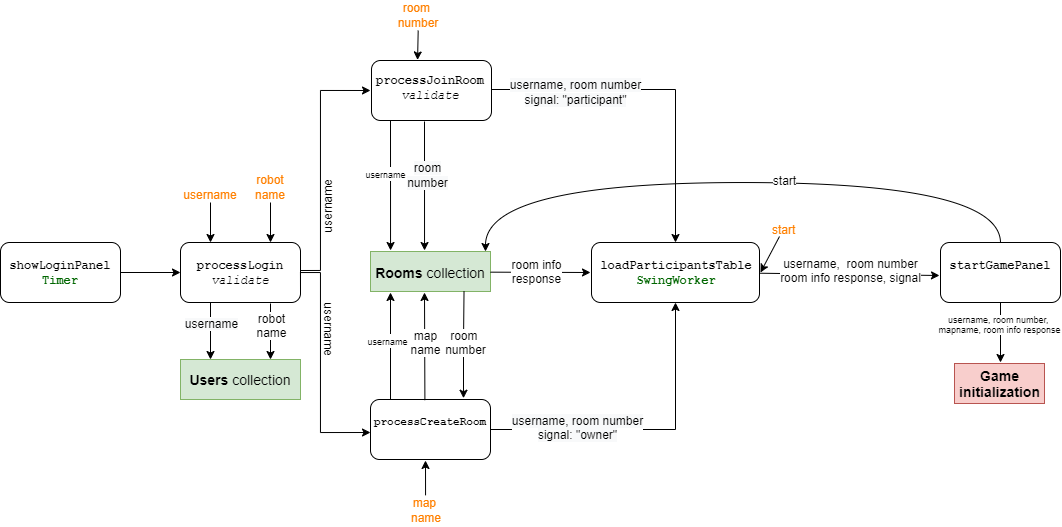 room
number
processJoinRoom
validate
username, room number
signal: "participant"
username
room
number
username
robot
name
username
start
start
showLoginPanel
Timer
processLogin
validate
Rooms collection
room info
response
loadParticipantsTable
SwingWorker
username,  room number
room info response, signal
startGamePanel
username
robot
name
username
username
map
name
room
number
username, room number,
mapname, room info response
Users collection
Game
initialization
processCreateRoom
username, room number
signal: "owner"
map
name